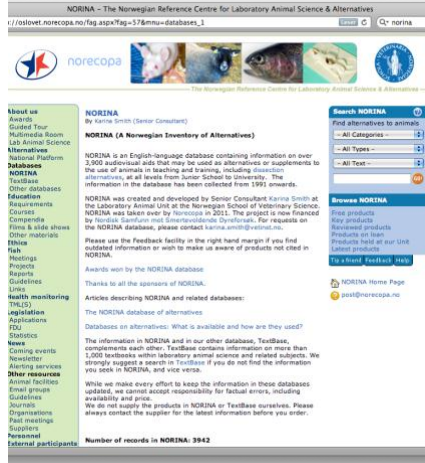 NORINA – The Norwegian Reference Centre for Laboratory Animal Science & Alternatives
://oslovet.norecopa.no/fag.aspx?fag=57&mnu=databases_1
norina
norecopa
The Norwegian Reference Centre for Laboratory Animal Science & Alternatives
About us
Awards
Guided Tour
Multimedia Room
Lab Animal Science
Alternatives
National Platform
Databases
NORINA
TextBase
Other databases
Education
Requirements
Courses
Compendia
Films & slide shows
Other materials
Ethics
Fish
Meetings
Projects
Reports
Guidelines
Links
Health monitoring
TML(S)
Legislation
Applications
FDU
Statistics
News
Coming events
Newsletter
Alerting services
Other resources
Animal facilities
Email groups
Guidelines
Journals
Organisations
Past meetings
Suppliers
Personnel
External participants
NORINA
By Karina Smith (Senior Consultant)
NORINA (A Norwegian Inventory of Alternatives)
NORINA is an English-language database containing information on over
3,900 audiovisual aids that may be used as alternatives or supplements to
the use of animals in teaching and training, including dissection
alternatives, at all levels from Junior School to University. The
information in the database has been collected from 1991 onwards.
NORINA was created and developed by Senior Consultant Karina Smith at
the Laboratory Animal Unit at the Norwegian School of Veterinary Science.
NORINA was taken over by Norecopa in 2011. The project is now financed
by Nordisk Samfunn mot Smertevoldende Dyreforsøk. For requests on
the NORINA database, please contact karina.smith@vetinst.no.
Please use the Feedback facility in the right hand margin if you find
outdated information or wish to make us aware of products not cited in
NORINA.
Awards won by the NORINA database
Thanks to all the sponsors of NORINA.
Articles describing NORINA and related databases:
The NORINA database of alternatives
Databases on alternatives: What is available and how are they used?
The information in NORINA and in our other database, TextBase,
complements each other. TextBase contains information on more than
1,000 textbooks within laboratory animal science and related subjects. We
strongly suggest a search in TextBase if you do not find the information
you seek in NORINA, and vice versa.
While we make every effort to keep the information in these databases
updated, we cannot accept responsibility for factual errors, including
availability and price.
We do not supply the products in NORINA or TextBase ourselves. Please
always contact the supplier for the latest information before you order.
Number of records in NORINA: 3942
Search NORINA
Find alternatives to animals
- All Categories -
- All Types -
- All Text -
GO!
Browse NORINA
Free products
Key products
Reviewed products
Products on loan
Products held at our Unit
Latest products
Tip a friend Feedback Help
NORINA Home Page
post@norecopa.no